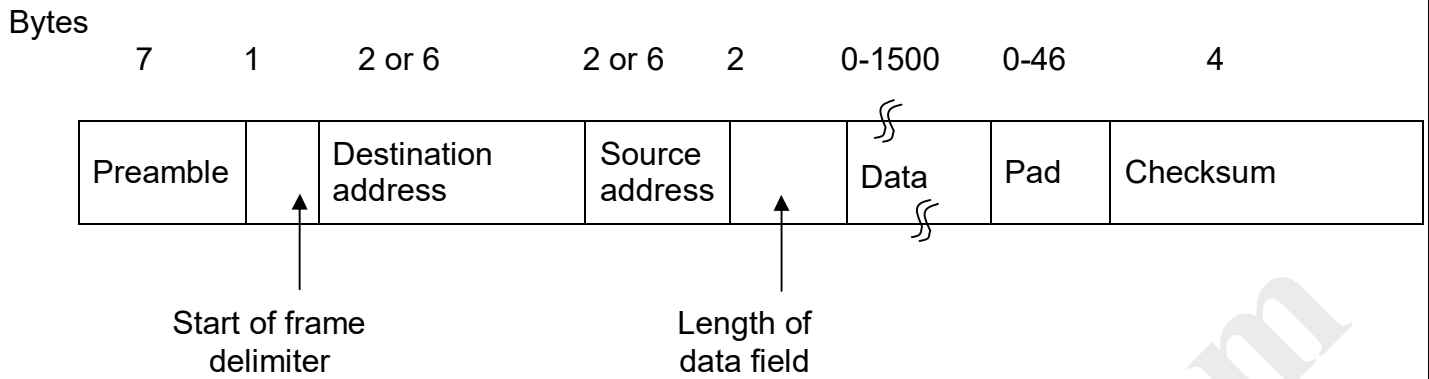 Bytes
7 1 2 or 6 2 or 6 2 0-1500 0-46 4
Preamble
Destination
address
Source
address
Data
Pad
Checksum
Start of frame
delimiter
Length of
data field
m